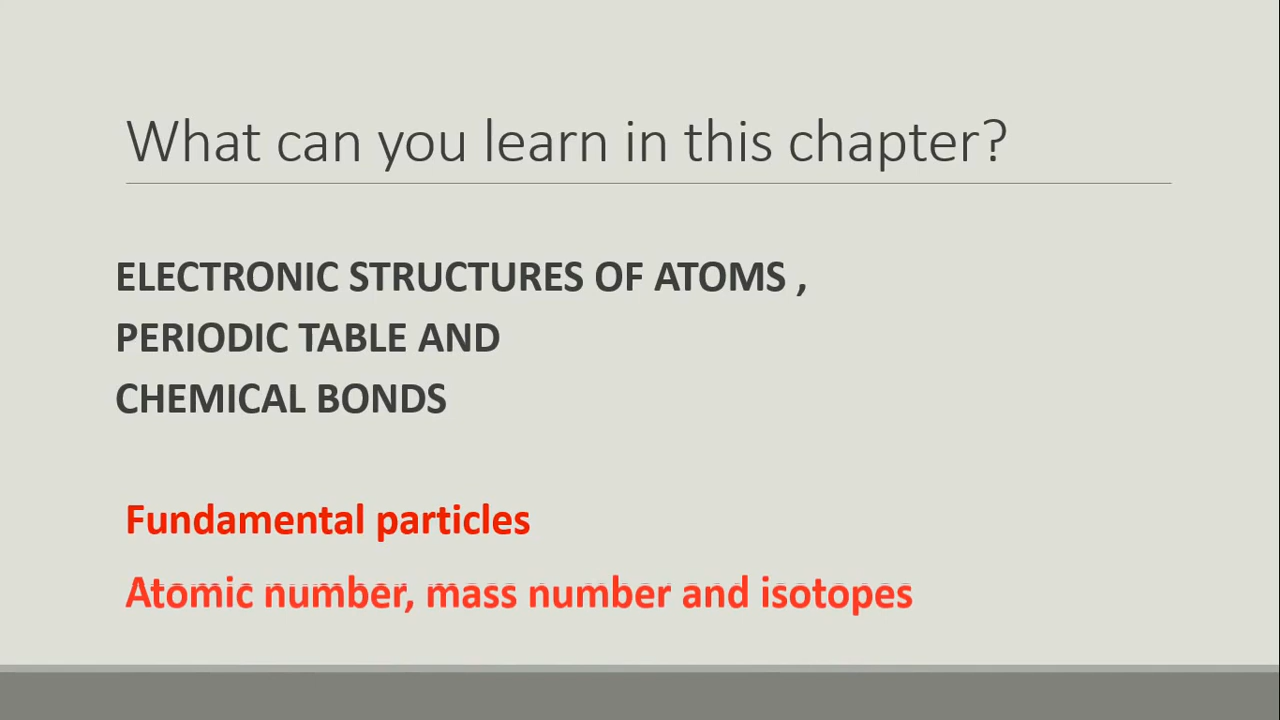 What can you learn in this chapter?
ELECTRONIC STRUCTURES OF ATOMS ,
PERIODIC TABLE AND
CHEMICAL BONDS
Fundamental particles
Atomic number, mass number and isotopes